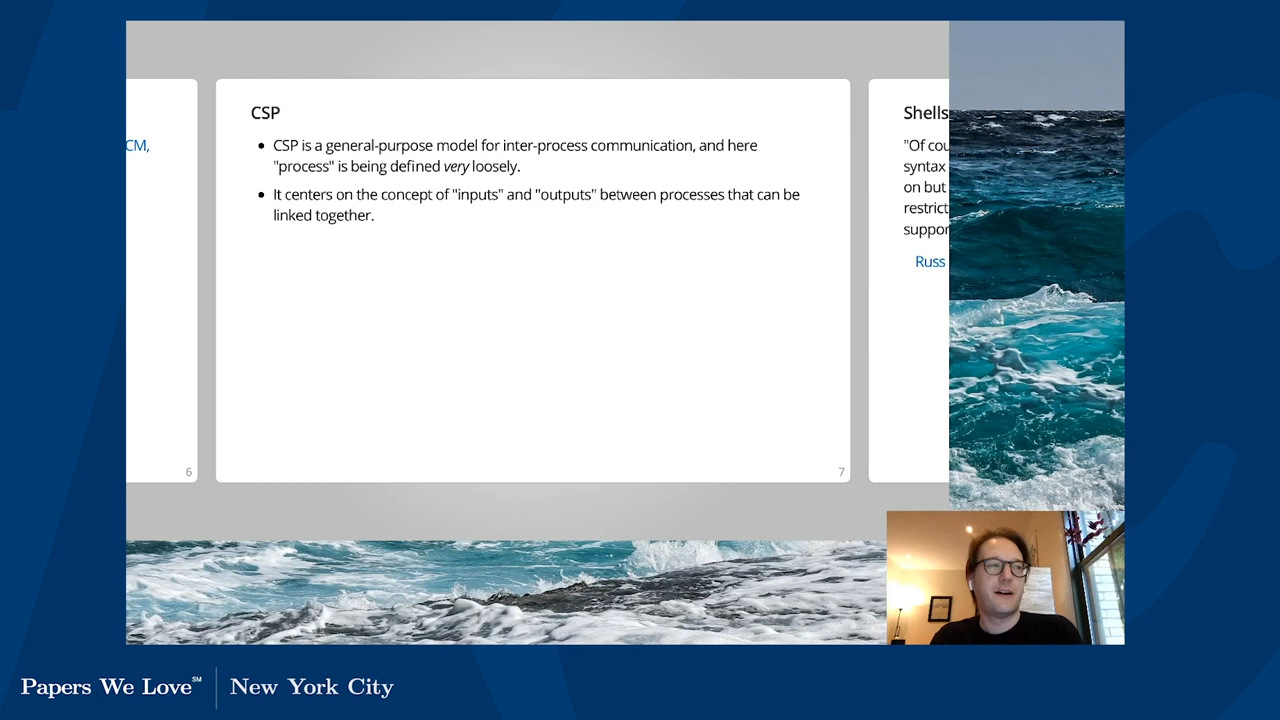 CM,
6
CSP
• CSP is a general-purpose model for inter-process communication, and here
"process" is being defined very loosely.
• It centers on the concept of "inputs" and "outputs" between processes that can be
linked together.
7
Shells
"Of cou
syntax
on but
restrict
suppor
Russ
Papers We Love℠
New York City